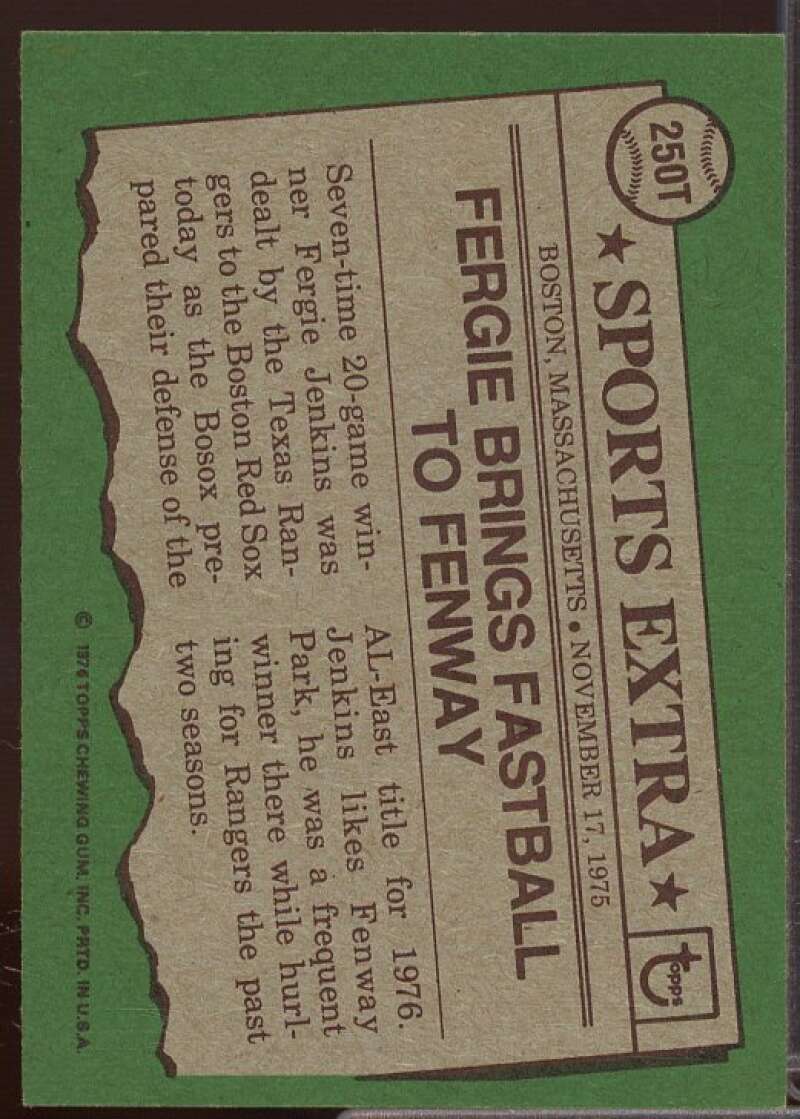 250T
★ SPORTS EXTRA ★
topps
BOSTON, MASSACHUSETTS • NOVEMBER 17, 1975
FERGIE BRINGS FASTBALL
TO FENWAY
Seven-time 20-game win-
ner Fergie Jenkins was
dealt by the Texas Ran-
gers to the Boston Red Sox
today as the Bosox pre-
pared their defense of the
AL-East title for 1976.
Jenkins likes Fenway
Park, he was a frequent
winner there while hurl-
ing for Rangers the past
two seasons.
© 1976 TOPPS CHEWING GUM, INC. PRTD. IN U.S.A.